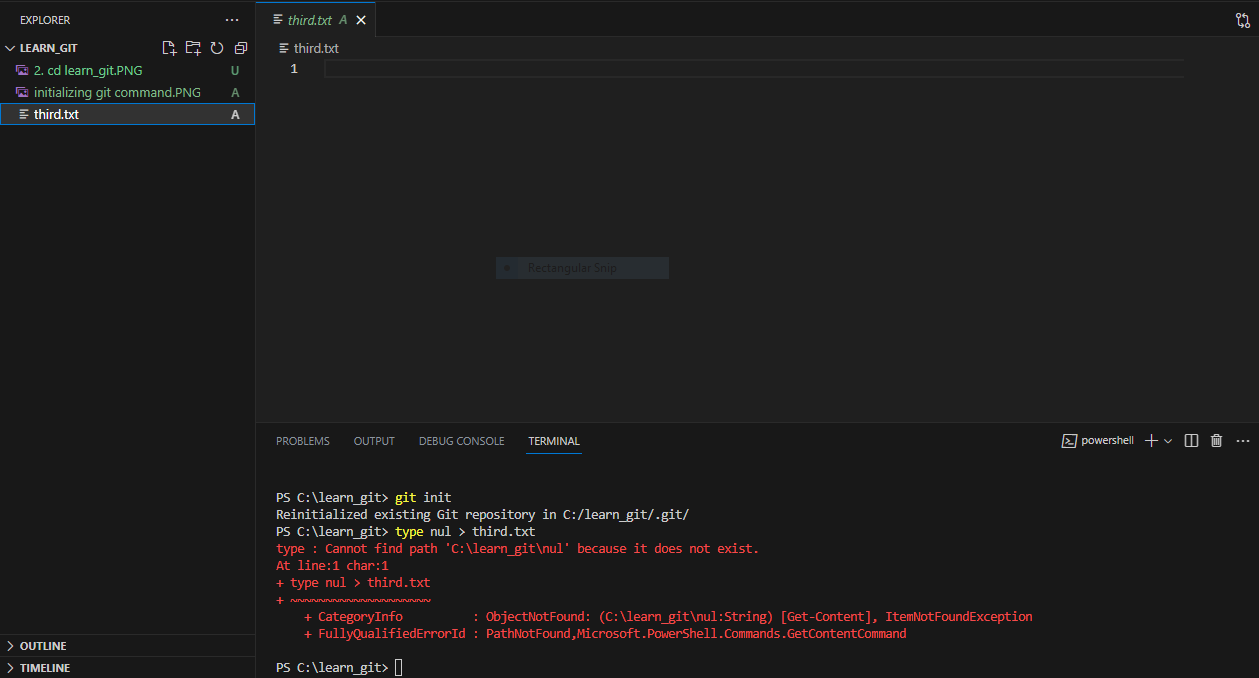 EXPLORER
LEARN_GIT
2. cd learn_git.PNG U
initializing git command.PNG A
third.txt A
OUTLINE
TIMELINE
third.txt A
third.txt
1
Rectangular Snip
PROBLEMS OUTPUT DEBUG CONSOLE TERMINAL
powershell
PS C:\learn_git> git init
Reinitialized existing Git repository in C:/learn_git/.git/
PS C:\learn_git> type nul > third.txt
type : Cannot find path 'C:\learn_git\nul' because it does not exist.
At line:1 char:1
+ type nul > third.txt
+ ~~~~~~~~~~~~~~~~~~~~
    + CategoryInfo          : ObjectNotFound: (C:\learn_git\nul:String) [Get-Content], ItemNotFoundException
    + FullyQualifiedErrorId : PathNotFound,Microsoft.PowerShell.Commands.GetContentCommand
PS C:\learn_git>